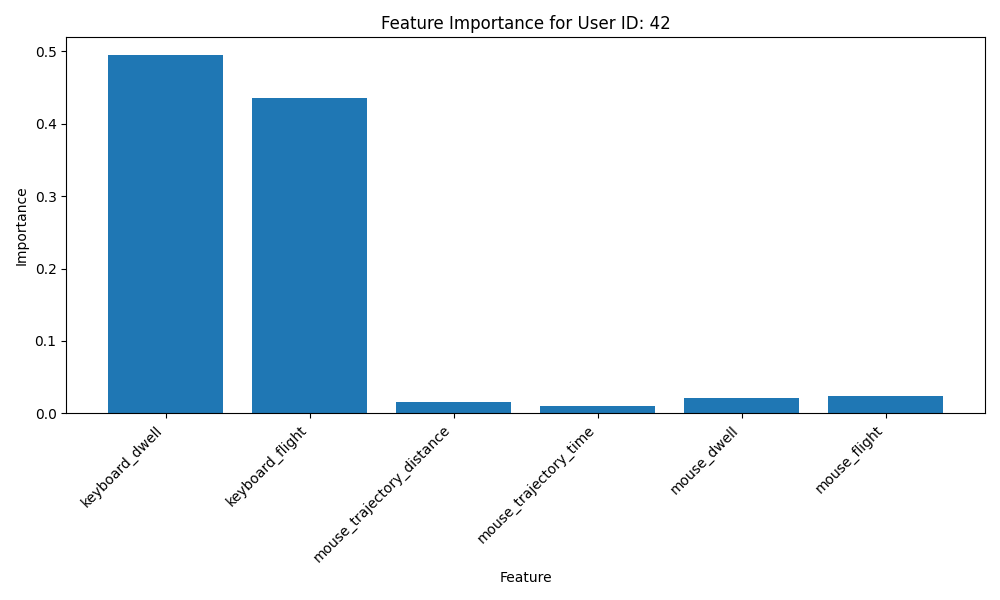 Feature Importance for User ID: 42
Importance
0.5
0.4
0.3
0.2
0.1
0.0
keyboard_dwell
keyboard_flight
mouse_trajectory_distance
mouse_trajectory_time
mouse_dwell
mouse_flight
Feature